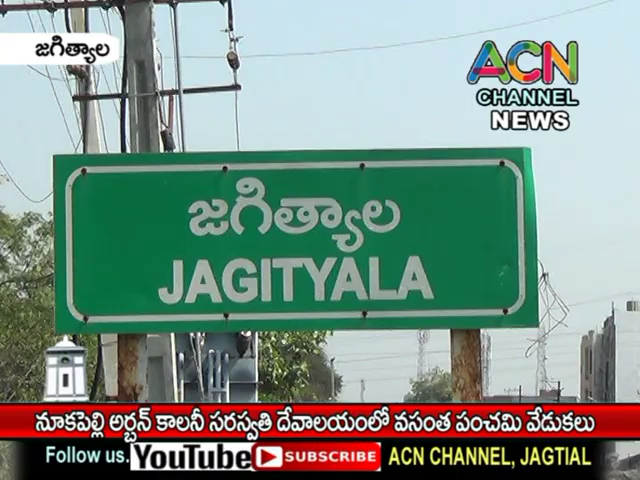 జగిత్యాల
ACN
CHANNEL
NEWS
జగిత్యాల
JAGITYALA
నూకపెల్లి అర్బన్ కాలనీ సరస్వతి దేవాలయంలో వసంత పంచమి వేడుకలు
Follow us. YouTube SUBSCRIBE ACN CHANNEL, JAGTIAL